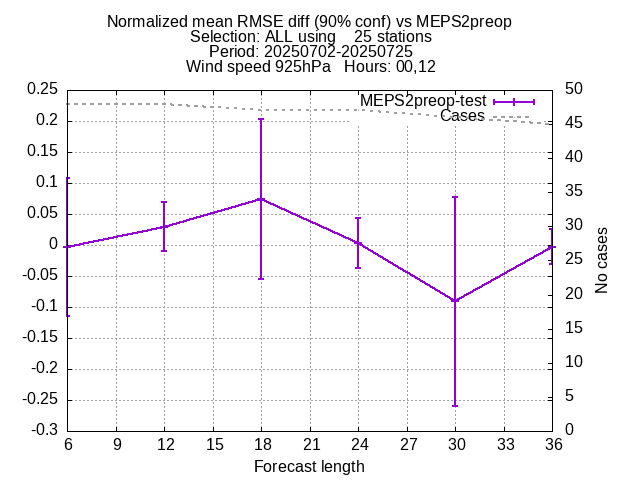 Normalized mean RMSE diff (90% conf) vs MEPS2preop
Selection: ALL using    25 stations
Period: 20250702-20250725
Wind speed 925hPa   Hours: 00,12
MEPS2preop-test
Cases
0.25
0.2
0.15
0.1
0.05
0
-0.05
-0.1
-0.15
-0.2
-0.25
-0.3
50
45
40
35
30
25
20
15
10
5
0
No cases
6 9 12 15 18 21 24 27 30 33 36
Forecast length